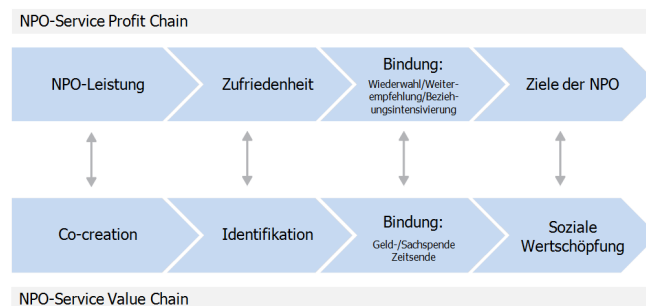 NPO-Service Profit Chain
NPO-Leistung
Zufriedenheit
Bindung:
Wiederwahl/Weiter-
empfehlung/Bezieh-
ungsintensivierung
Ziele der NPO
Co-creation
Identifikation
Bindung:
Geld-/Sachspende
Zeitsende
Soziale
Wertschöpfung
NPO-Service Value Chain